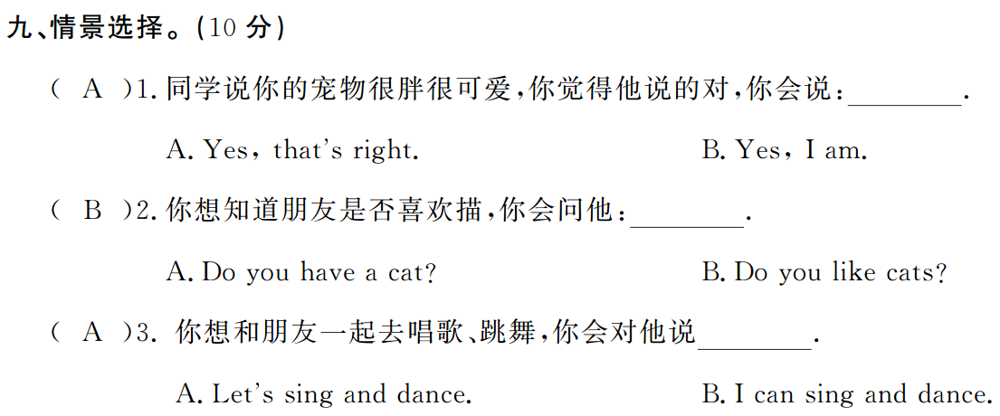 九、情景选择。(10 分)
( A )1. 同学说你的宠物很胖很可爱,你觉得他说的对,你会说:________.
A. Yes, that's right. B. Yes, I am.
( B )2. 你想知道朋友是否喜欢描,你会问他:________.
A. Do you have a cat? B. Do you like cats?
( A )3. 你想和朋友一起去唱歌、跳舞,你会对他说________.
A. Let's sing and dance. B. I can sing and dance.